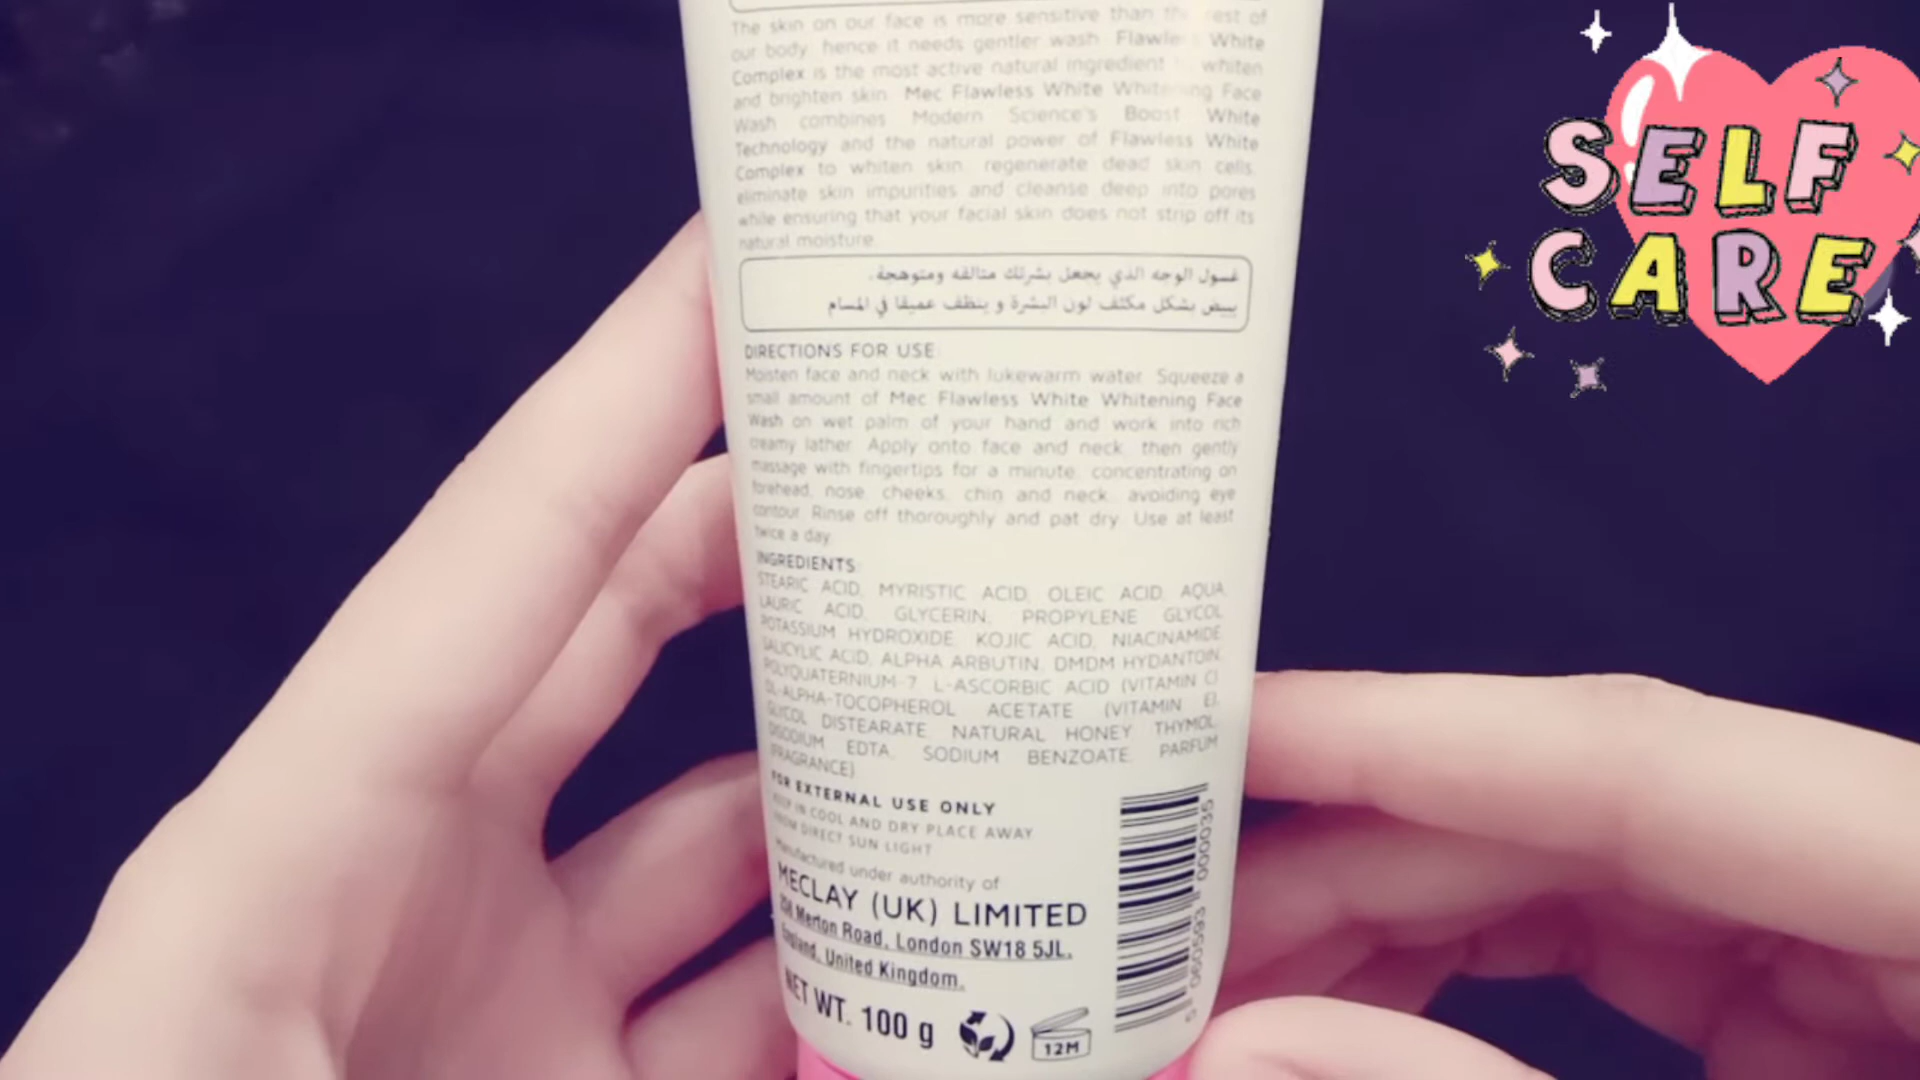 The skin on our face is more sensitive than the rest of
our body. hence it needs gentler wash. Flawless White
Complex is the most active natural ingredient to whiten
and brighten skin. Mec Flawless White Whitening Face
Wash combines Modern Science's Boost White
Technology and the natural power of Flawless White
Complex to whiten skin, regenerate dead skin cells,
eliminate skin impurities and cleanse deep into pores
while ensuring that your facial skin does not strip off its
natural moisture.
غسول الوجه الذي يجعل بشرتك متالقه ومتوهجة.
يبيض بشكل مكثف لون البشرة و ينظف عميقا في المسام
DIRECTIONS FOR USE:
Moisten face and neck with lukewarm water. Squeeze a
small amount of Mec Flawless White Whitening Face
Wash on wet palm of your hand and work into rich
creamy lather. Apply onto face and neck, then gently
massage with fingertips for a minute, concentrating on
forehead, nose, cheeks, chin and neck, avoiding eye
contour. Rinse off thoroughly and pat dry. Use at least
twice a day.
INGREDIENTS:
STEARIC ACID, MYRISTIC ACID, OLEIC ACID, AQUA,
LAURIC ACID, GLYCERIN, PROPYLENE GLYCOL,
POTASSIUM HYDROXIDE, KOJIC ACID, NIACINAMIDE,
SALICYLIC ACID, ALPHA ARBUTIN, DMDM HYDANTOIN,
POLYQUATERNIUM-7, L-ASCORBIC ACID (VITAMIN C)
DL-ALPHA-TOCOPHEROL ACETATE (VITAMIN E),
GLYCOL DISTEARATE, NATURAL HONEY, THYMOL,
DISODIUM EDTA, SODIUM BENZOATE, PARFUM
(FRAGRANCE)
FOR EXTERNAL USE ONLY
KEEP IN COOL AND DRY PLACE AWAY
FROM DIRECT SUN LIGHT
Manufactured under authority of
MECLAY (UK) LIMITED
Merton Road, London SW18 5JL,
England, United Kingdom.
NET WT. 100 g
12M
000035
SELF
CARE